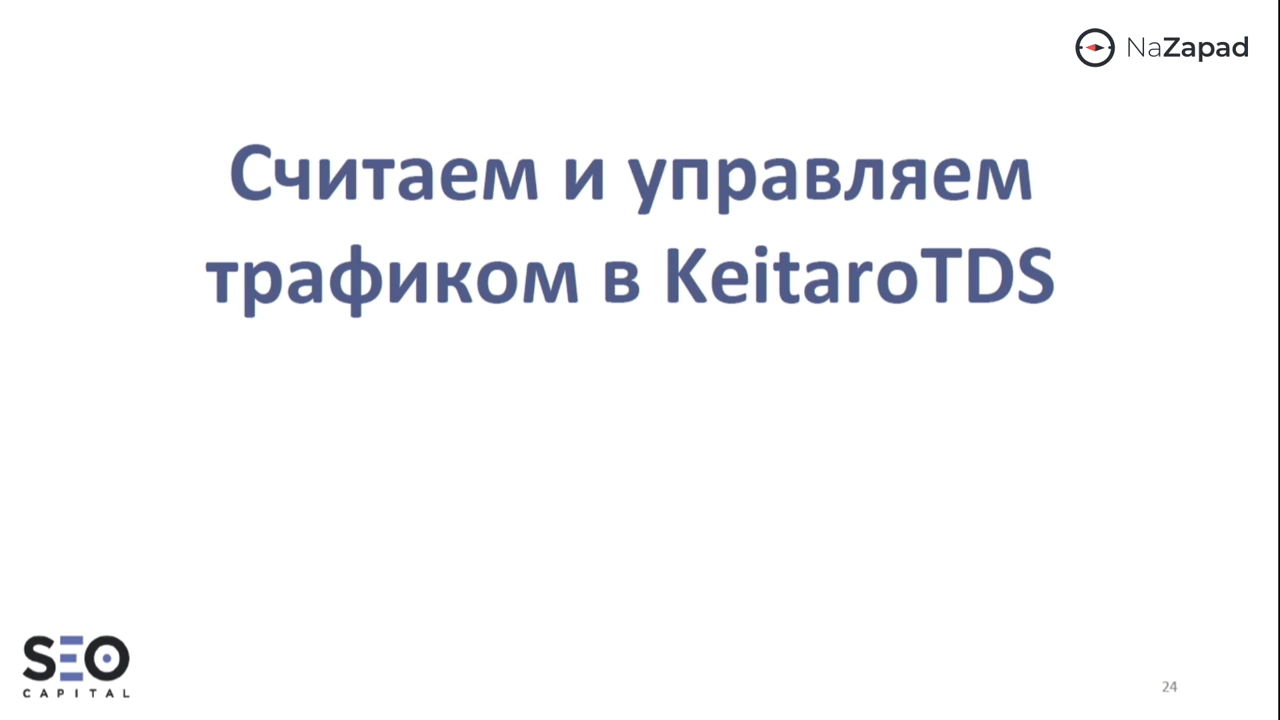 NaZapad
Считаем и управляем
трафиком в KeitaroTDS
SEO
CAPITAL
24